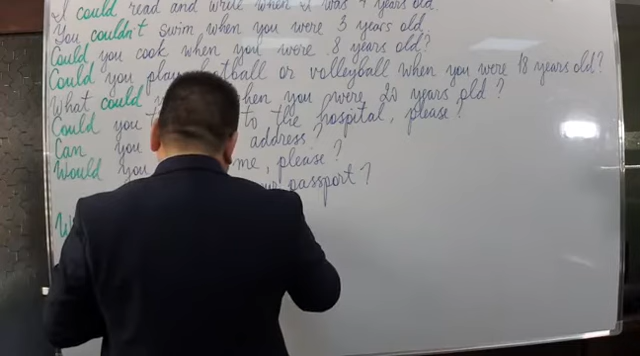 I could read and write when I was 4 years old.
You couldn't swim when you were 3 years old.
Could you cook when you were 8 years old?
Could you play football or volleyball when you were 18 years old?
What could when you were 20 years old?
Could you to the hospital, please?
Can you address?
Would you me, please?
passport?